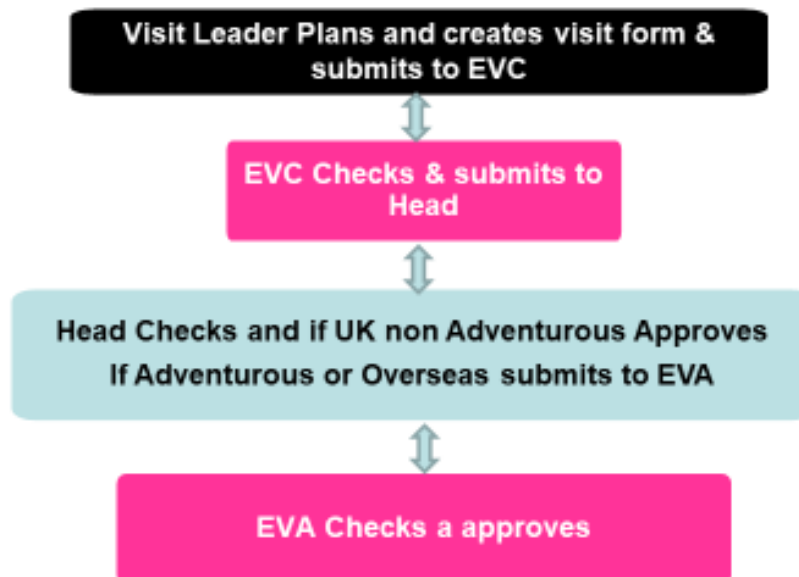 Visit Leader Plans and creates visit form &
submits to EVC
EVC Checks & submits to
Head
Head Checks and if UK non Adventurous Approves
If Adventurous or Overseas submits to EVA
EVA Checks a approves